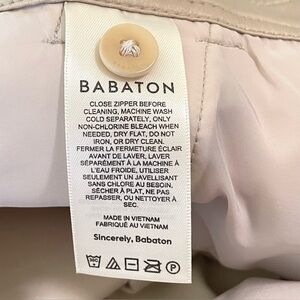 BABATON
CLOSE ZIPPER BEFORE
CLEANING, MACHINE WASH
COLD SEPARATELY, ONLY
NON-CHLORINE BLEACH WHEN
NEEDED, DRY FLAT, DO NOT
IRON, OR DRY CLEAN.
FERMER LA FERMETURE ÉCLAIR
AVANT DE LAVER, LAVER
SÉPARÉMENT À LA MACHINE À
L'EAU FROIDE, UTILISER
SEULEMENT UN JAVELLISANT
SANS CHLORE AU BESOIN,
SÉCHER À PLAT, NE PAS
REPASSER, OU NETTOYER À
SEC.
MADE IN VIETNAM
FABRIQUÉ AU VIETNAM
Sincerely, Babaton